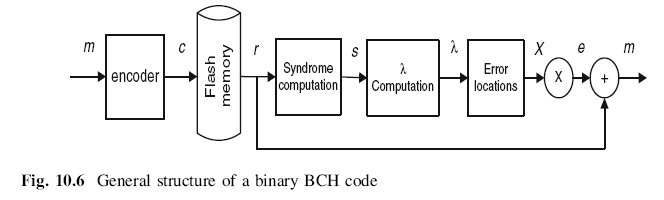 m
encoder
c
Flash
memory
r
Syndrome
computation
s
λ
Computation
λ
Error
locations
X
X
e
+
m
Fig. 10.6 General structure of a binary BCH code